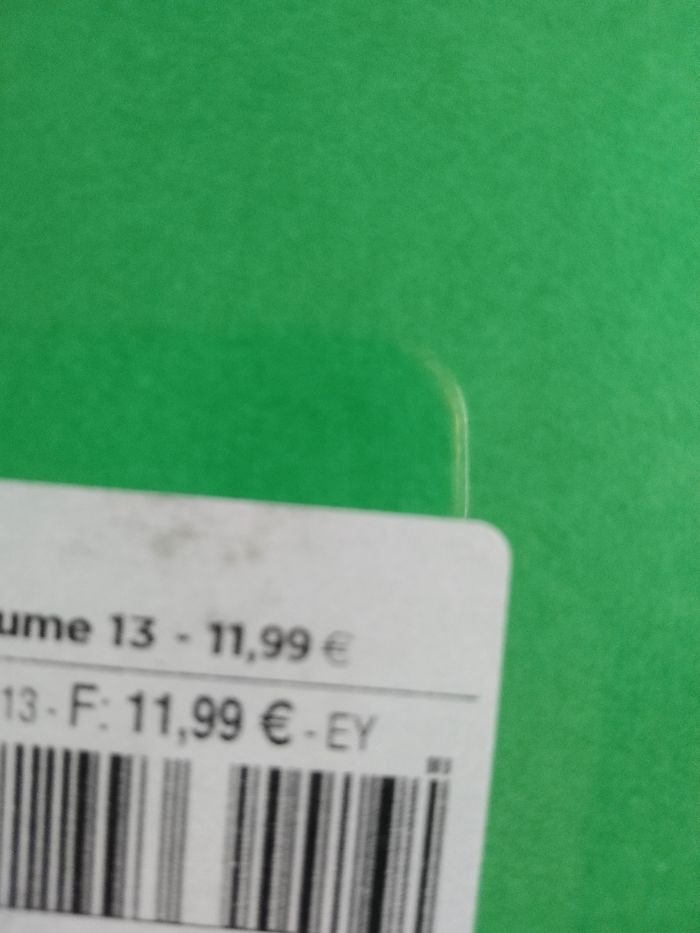 ume 13 - 11,99 €
13 - F: 11,99 € - EY